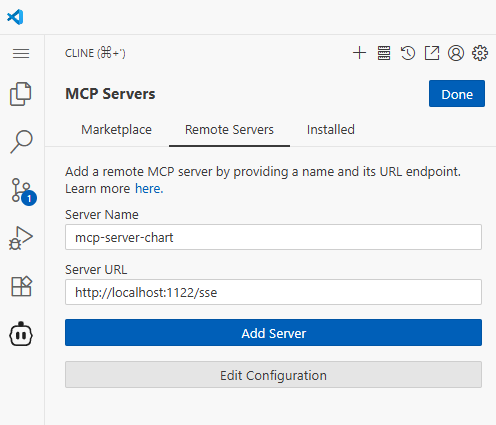 CLINE (⌘+')
MCP Servers
Done
Marketplace
Remote Servers
Installed
Add a remote MCP server by providing a name and its URL endpoint.
Learn more here.
Server Name
mcp-server-chart
Server URL
http://localhost:1122/sse
1
Add Server
Edit Configuration